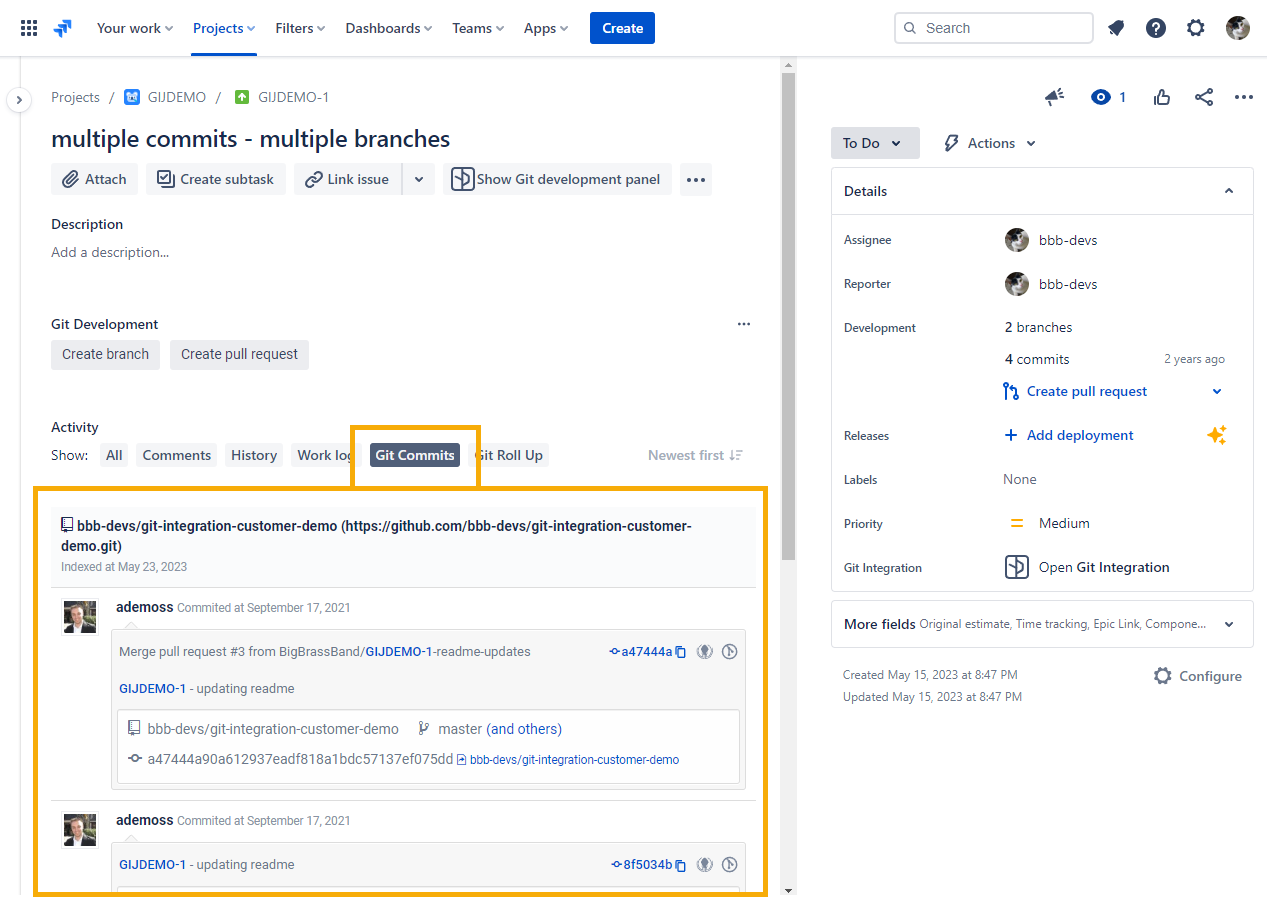 Your work Projects Filters Dashboards Teams Apps Create Search
Projects / GIJDEMO / GIJDEMO-1
1
multiple commits - multiple branches
Attach Create subtask Link issue Show Git development panel
Description
Add a description...
Git Development
Create branch Create pull request
Activity
Show: All Comments History Work log Git Commits Git Roll Up Newest first
bbb-devs/git-integration-customer-demo (https://github.com/bbb-devs/git-integration-customer-
demo.git)
Indexed at May 23, 2023
ademoss Commited at September 17, 2021
Merge pull request #3 from BigBrassBand/GIJDEMO-1-readme-updates a47444a
GIJDEMO-1 - updating readme
bbb-devs/git-integration-customer-demo master (and others)
a47444a90a612937eadf818a1bdc57137ef075dd bbb-devs/git-integration-customer-demo
ademoss Commited at September 17, 2021
GIJDEMO-1 - updating readme 8f5034b
To Do Actions
Details
Assignee bbb-devs
Reporter bbb-devs
Development 2 branches
4 commits 2 years ago
Create pull request
Releases Add deployment
Labels None
Priority Medium
Git Integration Open Git Integration
More fields Original estimate, Time tracking, Epic Link, Compone...
Created May 15, 2023 at 8:47 PM
Configure
Updated May 15, 2023 at 8:47 PM